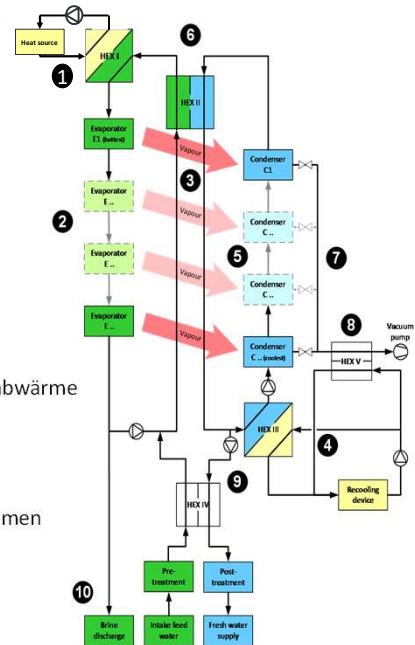 6
Heat source
HEX I
1
HEX II
Evaporator
E1 (hottest)
Vapour
Condenser
C1
3
Evaporator
E ..
Vapour
Condenser
C ..
2
5
7
Evaporator
E ..
Vapour
Condenser
C ..
8
Evaporator
E ..
Vapour
Condenser
C .. (coolest)
HEX V
Vacuum
pump
abwärme
HEX III
4
9
HEX IV
Recooling
device
men
Pre-
treatment
Post-
treatment
10
Brine
discharge
Intake feed
water
Fresh water
supply